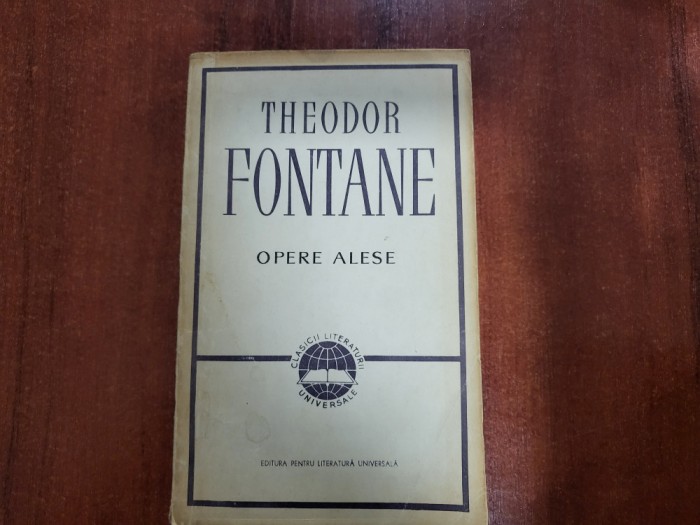 THEODOR
FONTANE
OPERE ALESE
CLASICII LITERATURII
UNIVERSALE
EDITURA PENTRU LITERATURĂ UNIVERSALĂ